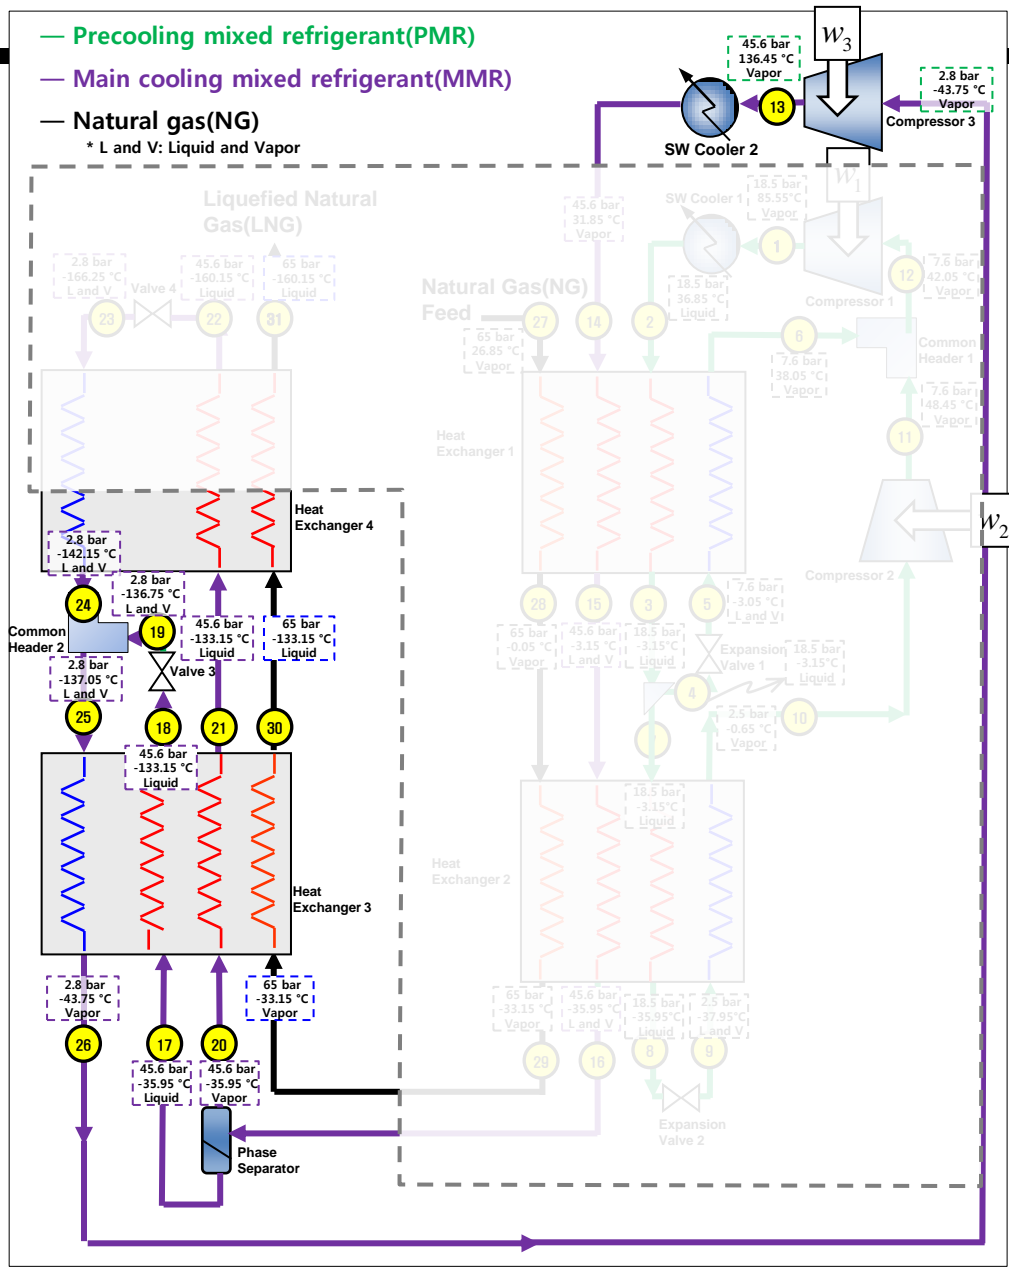 Precooling mixed refrigerant(PMR)
Main cooling mixed refrigerant(MMR)
Natural gas(NG)
* L and V: Liquid and Vapor
w3
45.6 bar
136.45 °C
Vapor
13
2.8 bar
-43.75 °C
Vapor
Compressor 3
SW Cooler 2
w1
Liquefied Natural
Gas(LNG)
45.6 bar
31.85 °C
Vapor
SW Cooler 1
18.5 bar
85.55°C
Vapor
1
Compressor 1
12
7.6 bar
42.05 °C
Vapor
2.8 bar
-166.25 °C
L and V
Valve 4
45.6 bar
-160.15 °C
Liquid
65 bar
-160.15 °C
Liquid
23
22
31
Natural Gas(NG)
Feed
27
14
2
18.5 bar
36.85 °C
Liquid
65 bar
26.85 °C
Vapor
6
7.6 bar
38.05 °C
Vapor
Common
Header 1
7.6 bar
48.45 °C
Vapor
11
Heat
Exchanger 1
Heat
Exchanger 4
w2
Compressor 2
2.8 bar
-142.15 °C
L and V
24
2.8 bar
-136.75 °C
L and V
19
Common
Header 2
45.6 bar
-133.15 °C
Liquid
65 bar
-133.15 °C
Liquid
Valve 3
2.8 bar
-137.05 °C
L and V
25
18
21
30
45.6 bar
-133.15 °C
Liquid
28
15
3
5
7.6 bar
-3.05 °C
L and V
65 bar
-0.05 °C
Vapor
45.6 bar
-3.15 °C
L and V
18.5 bar
-3.15°C
Liquid
Expansion
Valve 1
18.5 bar
-3.15°C
Liquid
4
10
2.5 bar
-0.65 °C
Vapor
18.5 bar
-3.15°C
Liquid
Heat
Exchanger 2
Heat
Exchanger 3
2.8 bar
-43.75 °C
Vapor
65 bar
-33.15 °C
Vapor
26
17
20
45.6 bar
-35.95 °C
Liquid
45.6 bar
-35.95 °C
Vapor
Phase
Separator
65 bar
-33.15 °C
Vapor
45.6 bar
-35.95 °C
L and V
18.5 bar
-35.95°C
Liquid
2.5 bar
-37.95°C
L and V
29
16
8
9
Expansion
Valve 2